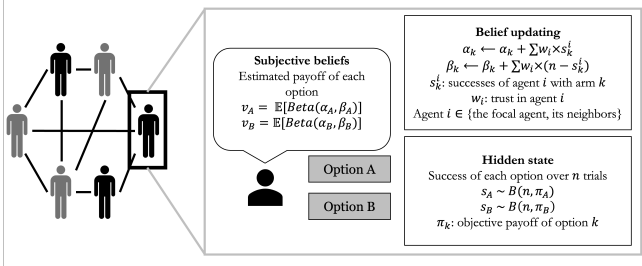 Subjective beliefs
Estimated payoff of each
option
v_A = 𝔼[Beta(α_A, β_A)]
v_B = 𝔼[Beta(α_B, β_B)]
Option A
Option B
Belief updating
α_k ← α_k + ∑w_i×s_k^i
β_k ← β_k + ∑w_i×(n − s_k^i)
s_k^i: successes of agent i with arm k
w_i: trust in agent i
Agent i ∈ {the focal agent, its neighbors}
Hidden state
Success of each option over n trials
s_A ~ B(n, π_A)
s_B ~ B(n, π_B)
π_k: objective payoff of option k